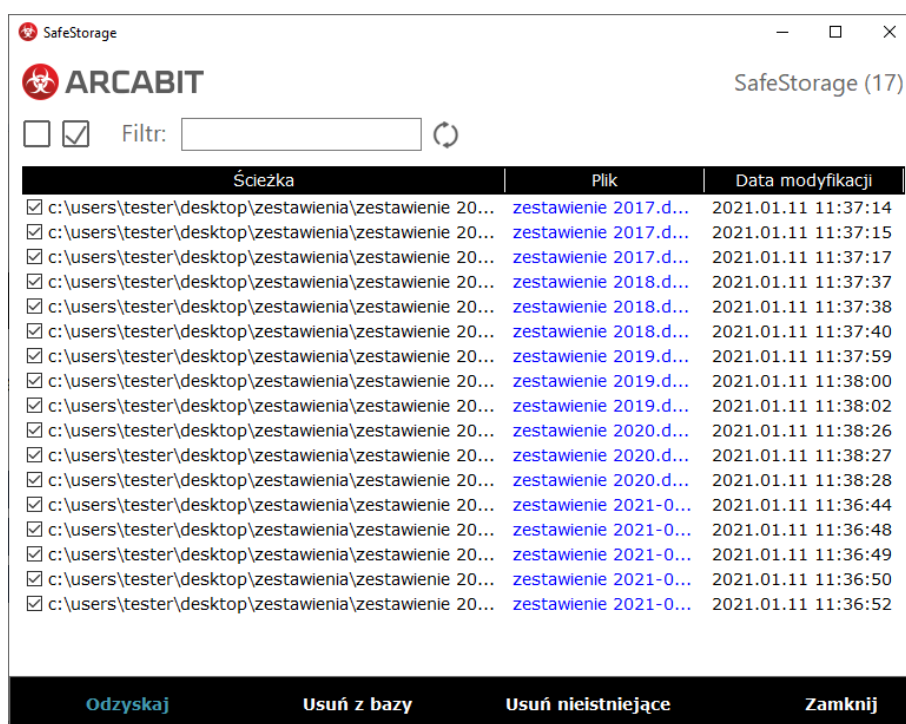 SafeStorage
ARCABIT
SafeStorage (17)
Filtr:
Ścieżka Plik Data modyfikacji
c:\users\tester\desktop\zestawienia\zestawienie 20... zestawienie 2017.d... 2021.01.11 11:37:14
c:\users\tester\desktop\zestawienia\zestawienie 20... zestawienie 2017.d... 2021.01.11 11:37:15
c:\users\tester\desktop\zestawienia\zestawienie 20... zestawienie 2017.d... 2021.01.11 11:37:17
c:\users\tester\desktop\zestawienia\zestawienie 20... zestawienie 2018.d... 2021.01.11 11:37:37
c:\users\tester\desktop\zestawienia\zestawienie 20... zestawienie 2018.d... 2021.01.11 11:37:38
c:\users\tester\desktop\zestawienia\zestawienie 20... zestawienie 2018.d... 2021.01.11 11:37:40
c:\users\tester\desktop\zestawienia\zestawienie 20... zestawienie 2019.d... 2021.01.11 11:37:59
c:\users\tester\desktop\zestawienia\zestawienie 20... zestawienie 2019.d... 2021.01.11 11:38:00
c:\users\tester\desktop\zestawienia\zestawienie 20... zestawienie 2019.d... 2021.01.11 11:38:02
c:\users\tester\desktop\zestawienia\zestawienie 20... zestawienie 2020.d... 2021.01.11 11:38:26
c:\users\tester\desktop\zestawienia\zestawienie 20... zestawienie 2020.d... 2021.01.11 11:38:27
c:\users\tester\desktop\zestawienia\zestawienie 20... zestawienie 2020.d... 2021.01.11 11:38:28
c:\users\tester\desktop\zestawienia\zestawienie 20... zestawienie 2021-0... 2021.01.11 11:36:44
c:\users\tester\desktop\zestawienia\zestawienie 20... zestawienie 2021-0... 2021.01.11 11:36:48
c:\users\tester\desktop\zestawienia\zestawienie 20... zestawienie 2021-0... 2021.01.11 11:36:49
c:\users\tester\desktop\zestawienia\zestawienie 20... zestawienie 2021-0... 2021.01.11 11:36:50
c:\users\tester\desktop\zestawienia\zestawienie 20... zestawienie 2021-0... 2021.01.11 11:36:52
Odzyskaj Usuń z bazy Usuń nieistniejące Zamknij